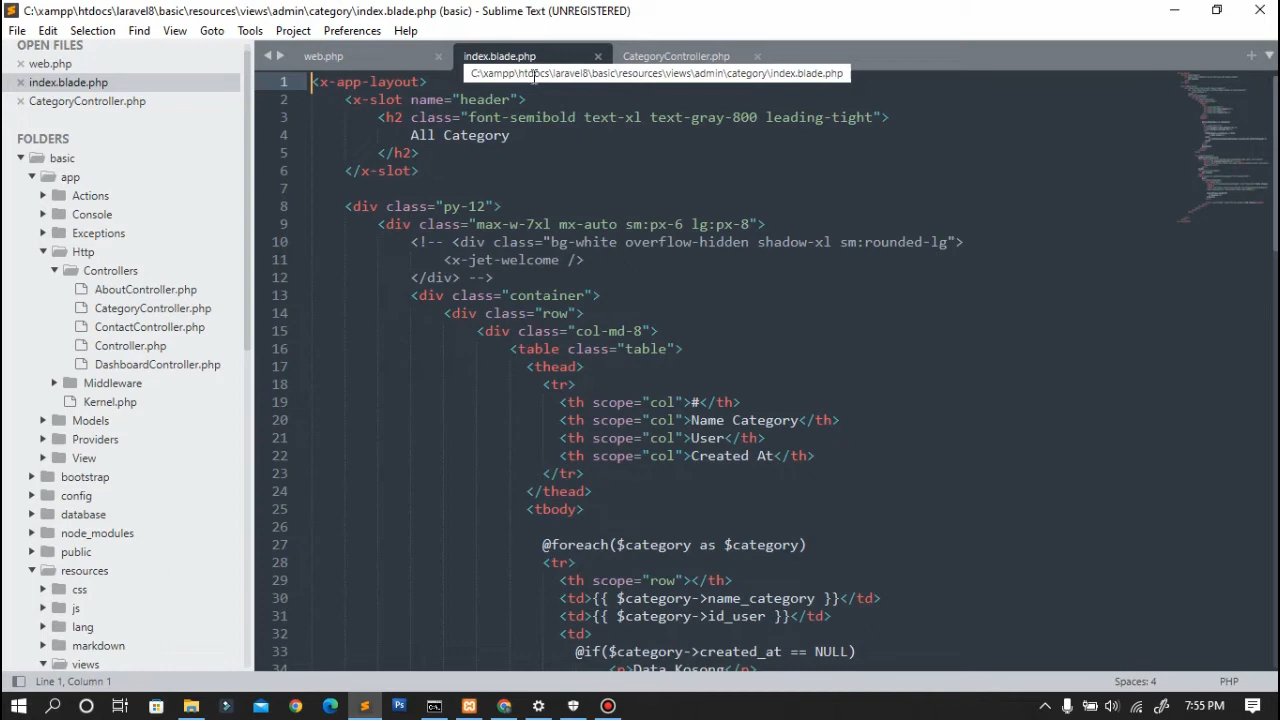 C:\xampp\htdocs\laravel8\basic\resources\views\admin\category\index.blade.php (basic) - Sublime Text (UNREGISTERED)
File Edit Selection Find View Goto Tools Project Preferences Help
OPEN FILES
web.php
index.blade.php
CategoryController.php
FOLDERS
basic
app
Actions
Console
Exceptions
Http
Controllers
AboutController.php
CategoryController.php
ContactController.php
Controller.php
DashboardController.php
Middleware
Kernel.php
Models
Providers
View
bootstrap
config
database
node_modules
public
resources
css
js
lang
markdown
views
web.php index.blade.php CategoryController.php
C:\xampp\htdocs\laravel8\basic\resources\views\admin\category\index.blade.php
1 <x-app-layout>
2 <x-slot name="header">
3 <h2 class="font-semibold text-xl text-gray-800 leading-tight">
4 All Category
5 </h2>
6 </x-slot>
7
8 <div class="py-12">
9 <div class="max-w-7xl mx-auto sm:px-6 lg:px-8">
10 <!-- <div class="bg-white overflow-hidden shadow-xl sm:rounded-lg">
11 <x-jet-welcome />
12 </div> -->
13 <div class="container">
14 <div class="row">
15 <div class="col-md-8">
16 <table class="table">
17 <thead>
18 <tr>
19 <th scope="col">#</th>
20 <th scope="col">Name Category</th>
21 <th scope="col">User</th>
22 <th scope="col">Created At</th>
23 </tr>
24 </thead>
25 <tbody>
26
27 @foreach($category as $category)
28 <tr>
29 <th scope="row"></th>
30 <td>{{ $category->name_category }}</td>
31 <td>{{ $category->id_user }}</td>
32 <td>
33 @if($category->created_at == NULL)
34 <p>Data Kosong</p>
Line 1, Column 1 Spaces: 4 PHP
7:55 PM